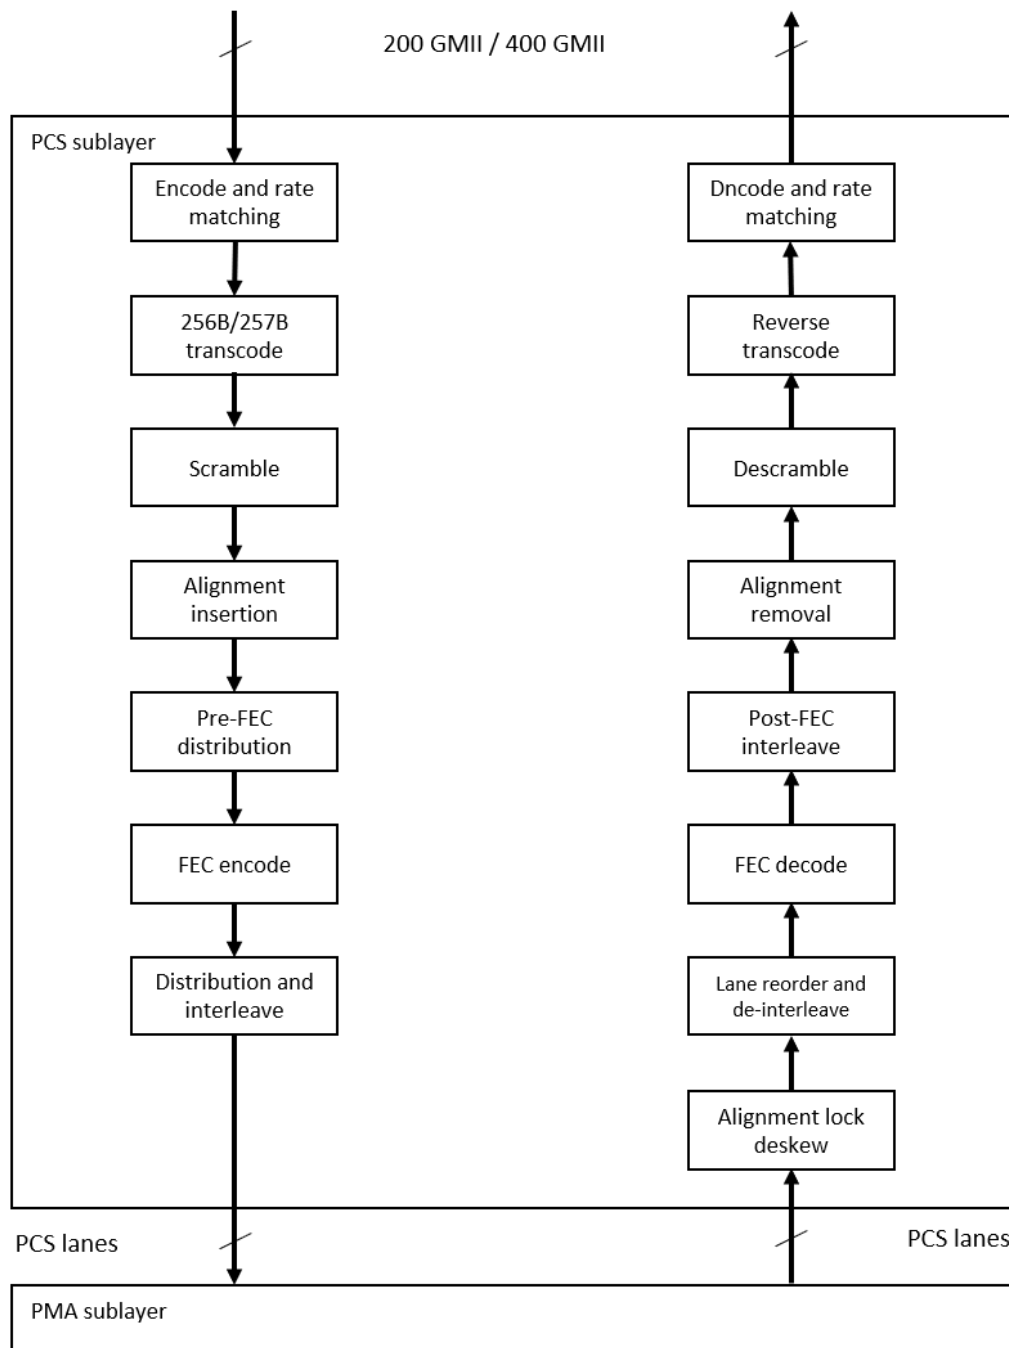 200 GMII / 400 GMII
PCS sublayer
Encode and rate
matching
256B/257B
transcode
Scramble
Alignment
insertion
Pre-FEC
distribution
FEC encode
Distribution and
interleave
Dncode and rate
matching
Reverse
transcode
Descramble
Alignment
removal
Post-FEC
interleave
FEC decode
Lane reorder and
de-interleave
Alignment lock
deskew
PCS lanes
PCS lanes
PMA sublayer